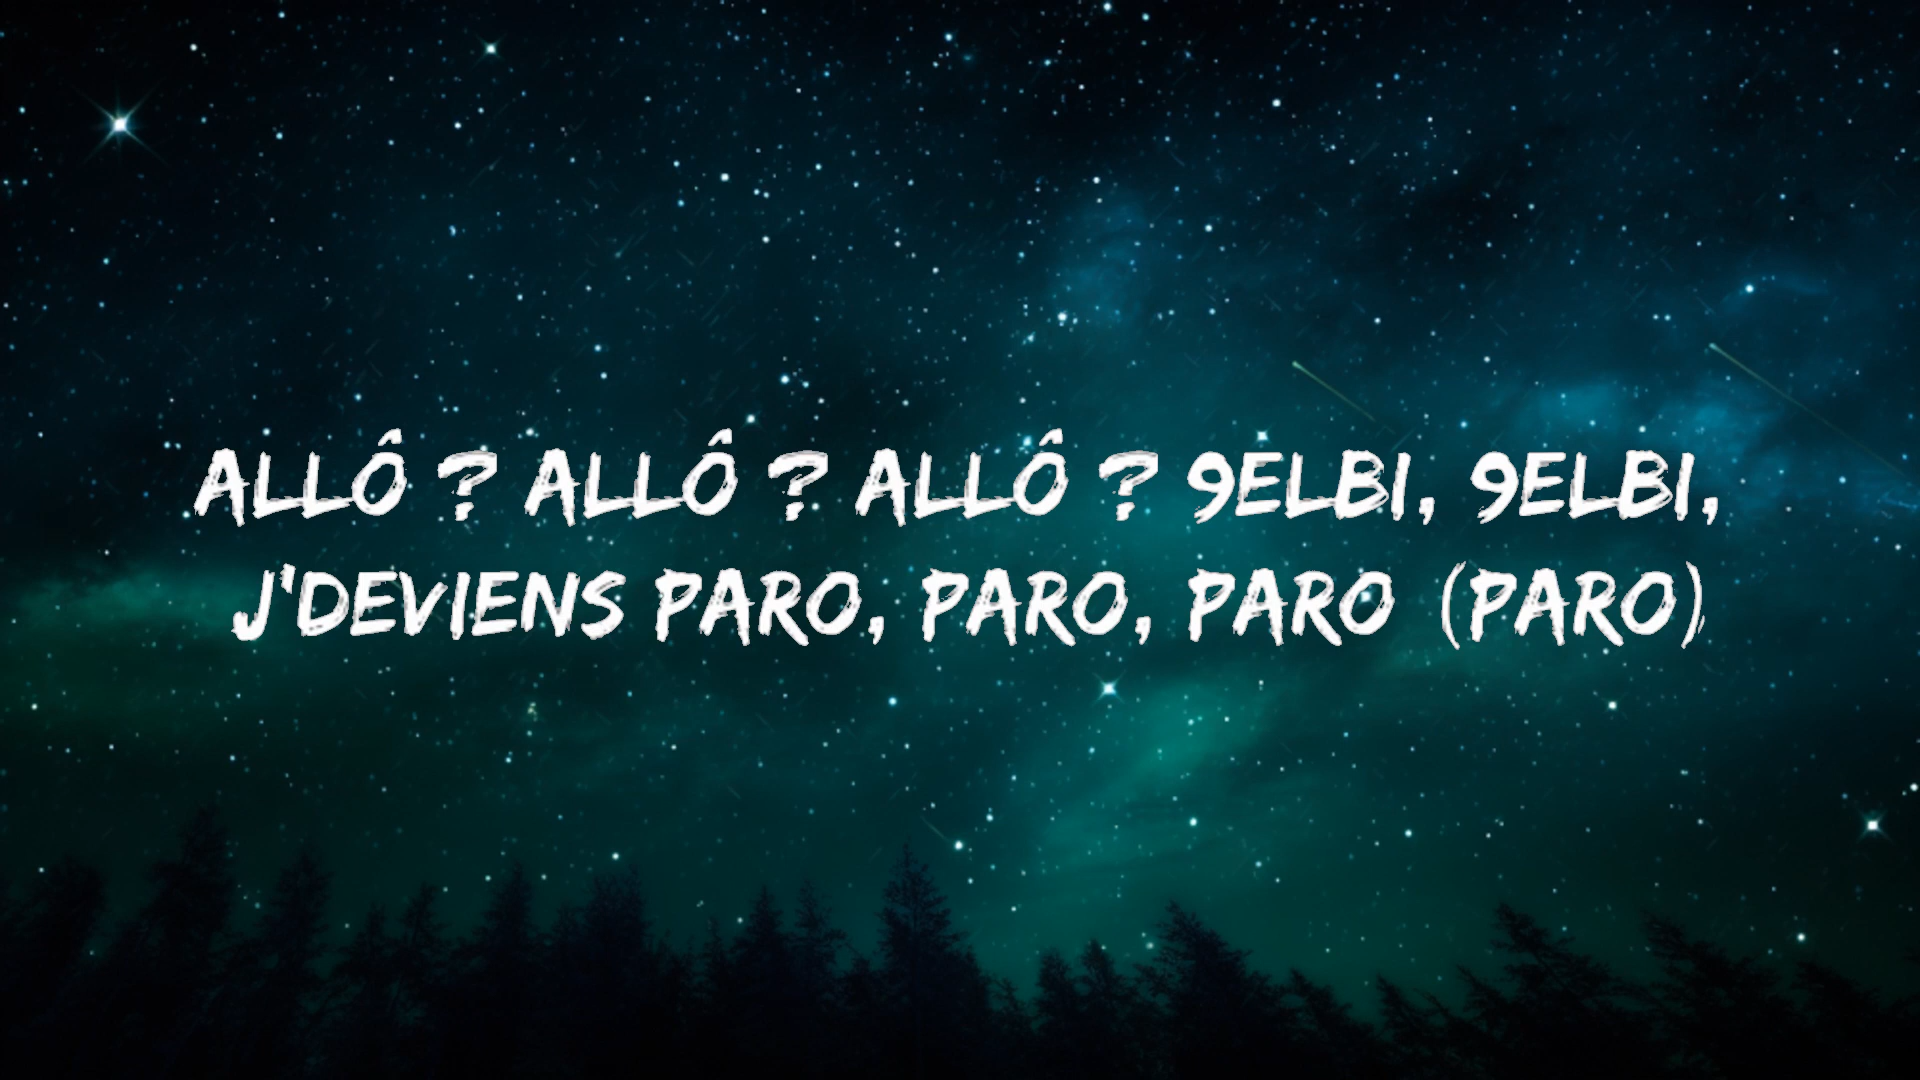 ALLÔ ? ALLÔ ? ALLÔ ? 9ELBI, 9ELBI,
J'DEVIENS PARO, PARO, PARO (PARO)